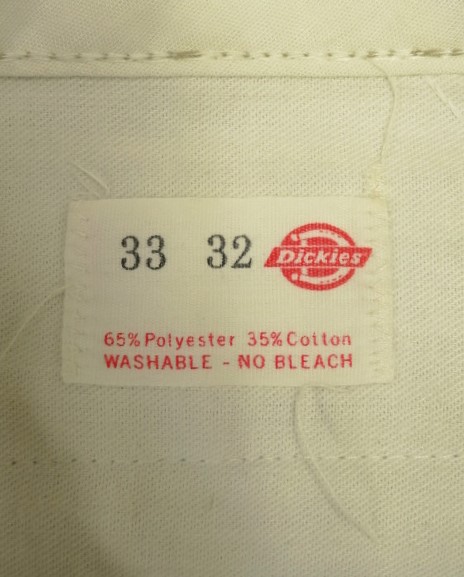 33 32 Dickies
65% Polyester 35% Cotton
WASHABLE - NO BLEACH